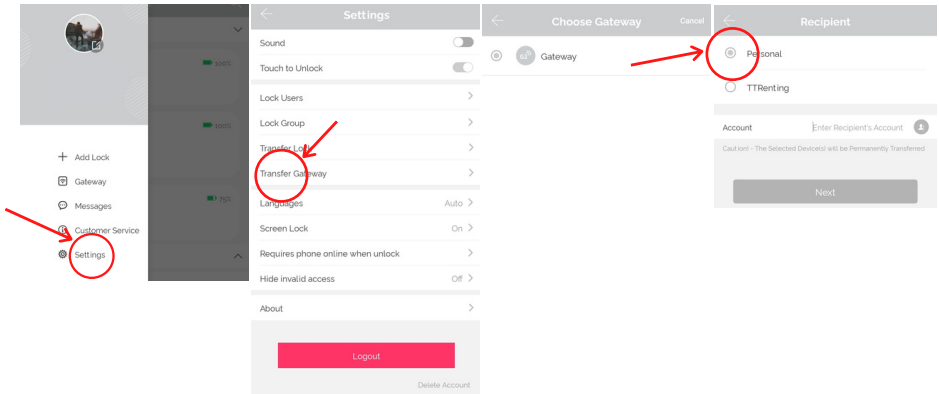 100%
100%
75%
Add Lock
Gateway
Messages
Customer Service
Settings
Settings
Sound
Touch to Unlock
Lock Users
Lock Group
Transfer Lock
Transfer Gateway
Languages Auto
Screen Lock On
Requires phone online when unlock
Hide invalid access Off
About
Logout
Delete Account
Choose Gateway Cancel
Gateway
Recipient
Personal
TTRenting
Account Enter Recipient's Account
Caution! - The Selected Device(s) will be Permanently Transferred
Next